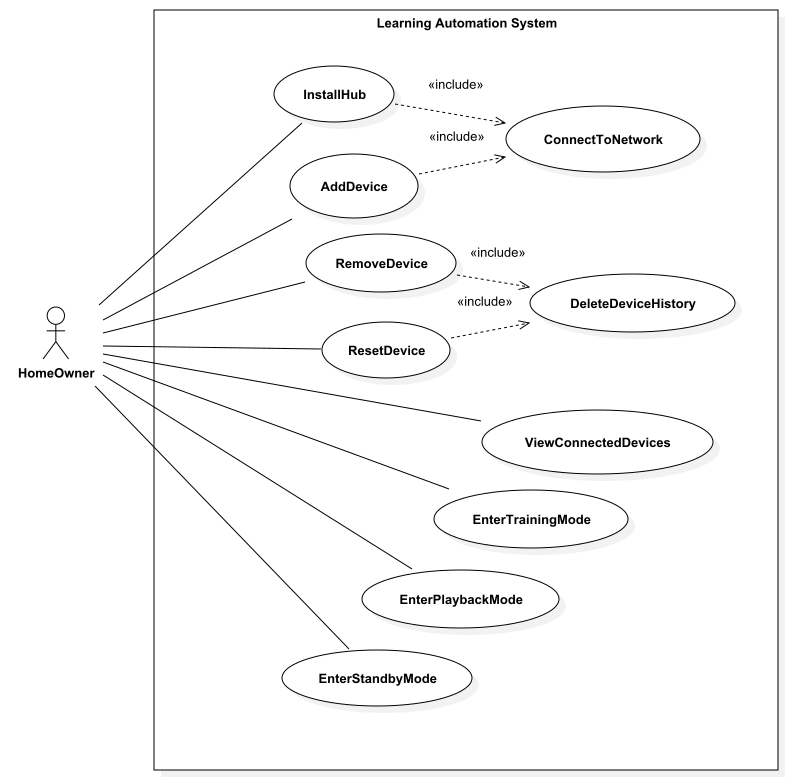 Learning Automation System
InstallHub
«include»
ConnectToNetwork
«include»
AddDevice
RemoveDevice
«include»
DeleteDeviceHistory
«include»
ResetDevice
HomeOwner
ViewConnectedDevices
EnterTrainingMode
EnterPlaybackMode
EnterStandbyMode